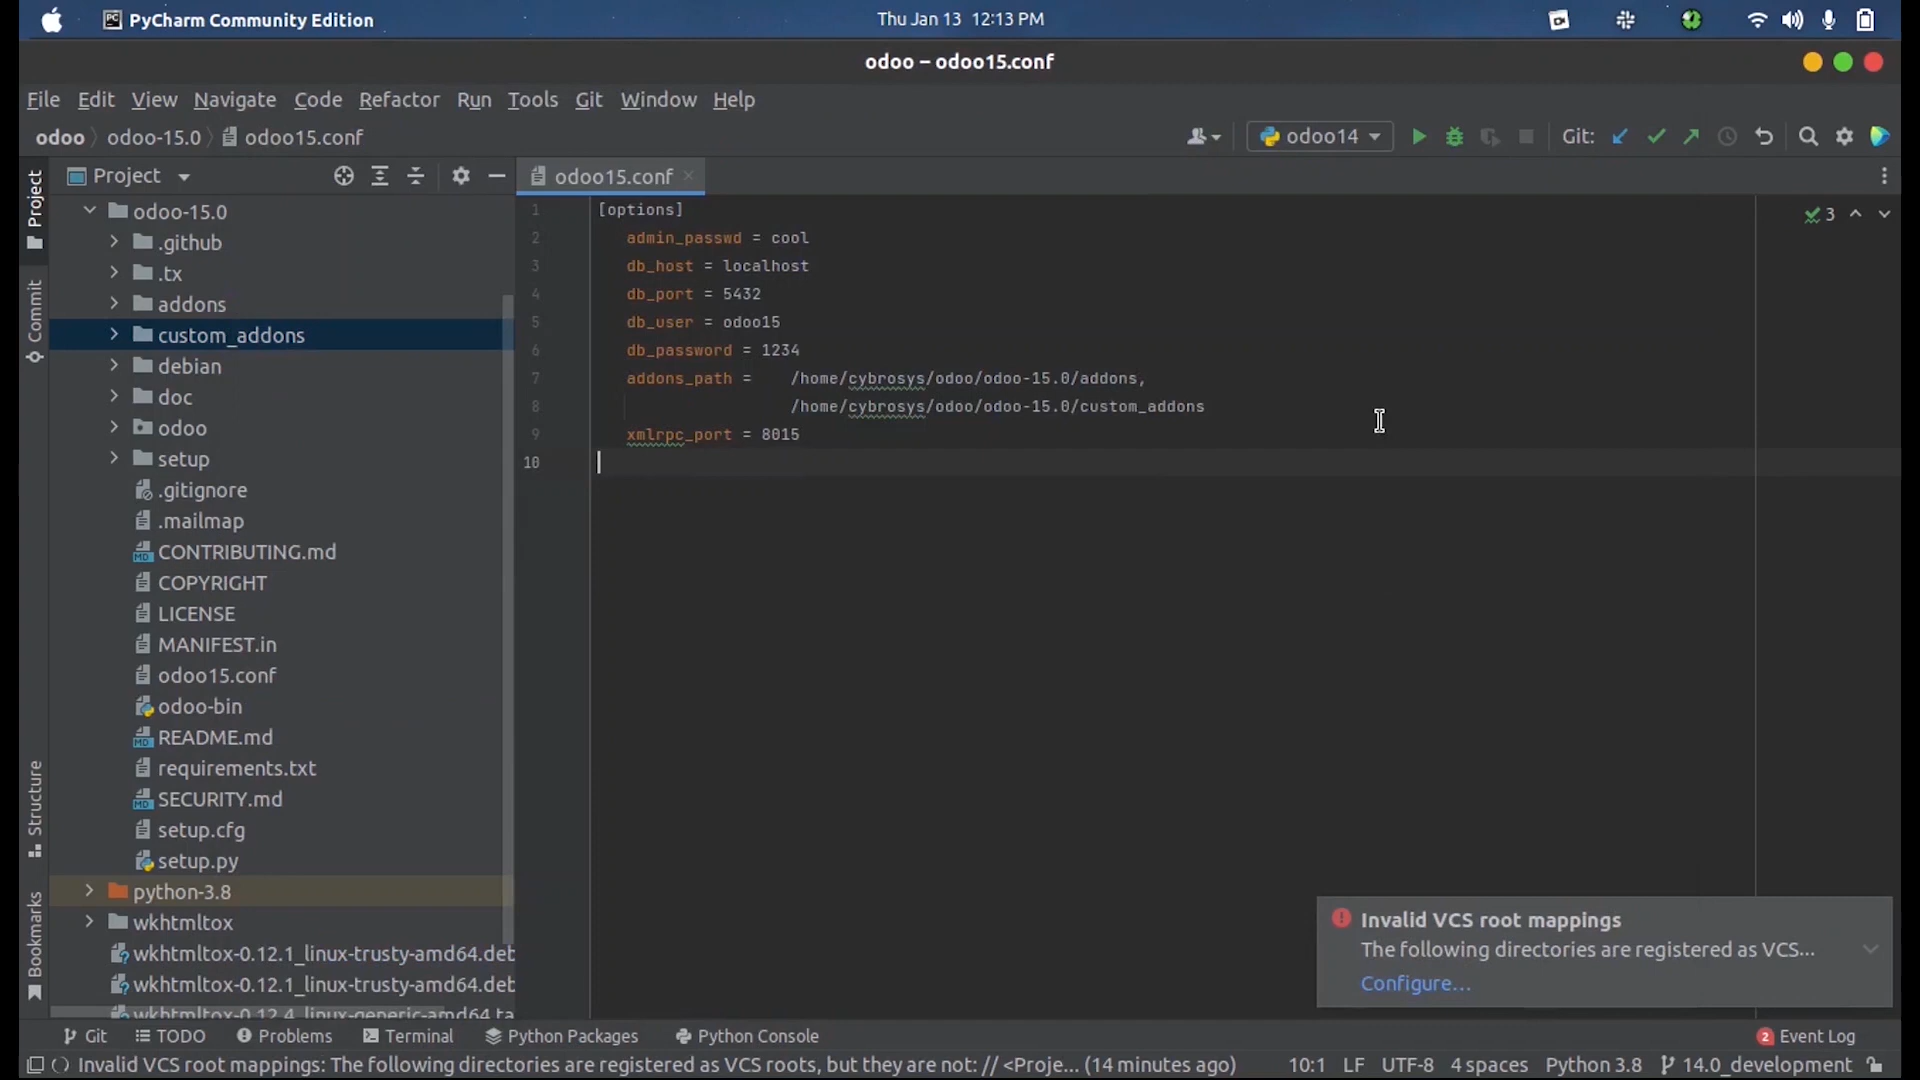 PyCharm Community Edition
Thu Jan 13 12:13 PM
odoo – odoo15.conf
File Edit View Navigate Code Refactor Run Tools Git Window Help
odoo odoo-15.0 odoo15.conf
odoo14
Git:
Project
Project
odoo15.conf
odoo-15.0
.github
.tx
addons
custom_addons
debian
doc
odoo
setup
.gitignore
.mailmap
CONTRIBUTING.md
COPYRIGHT
LICENSE
MANIFEST.in
odoo15.conf
odoo-bin
README.md
requirements.txt
SECURITY.md
setup.cfg
setup.py
python-3.8
wkhtmltox
wkhtmltox-0.12.1_linux-trusty-amd64.deb
wkhtmltox-0.12.1_linux-trusty-amd64.deb
wkhtmltox-0.12.4_linux-generic-amd64.ta
Commit
Structure
Bookmarks
1 [options]
2 admin_passwd = cool
3 db_host = localhost
4 db_port = 5432
5 db_user = odoo15
6 db_password = 1234
7 addons_path = /home/cybrosys/odoo/odoo-15.0/addons,
8 /home/cybrosys/odoo/odoo-15.0/custom_addons
9 xmlrpc_port = 8015
10
3
Invalid VCS root mappings
The following directories are registered as VCS...
Configure...
Git TODO Problems Terminal Python Packages Python Console
2 Event Log
Invalid VCS root mappings: The following directories are registered as VCS roots, but they are not: // <Proje... (14 minutes ago)
10:1 LF UTF-8 4 spaces Python 3.8 14.0_development